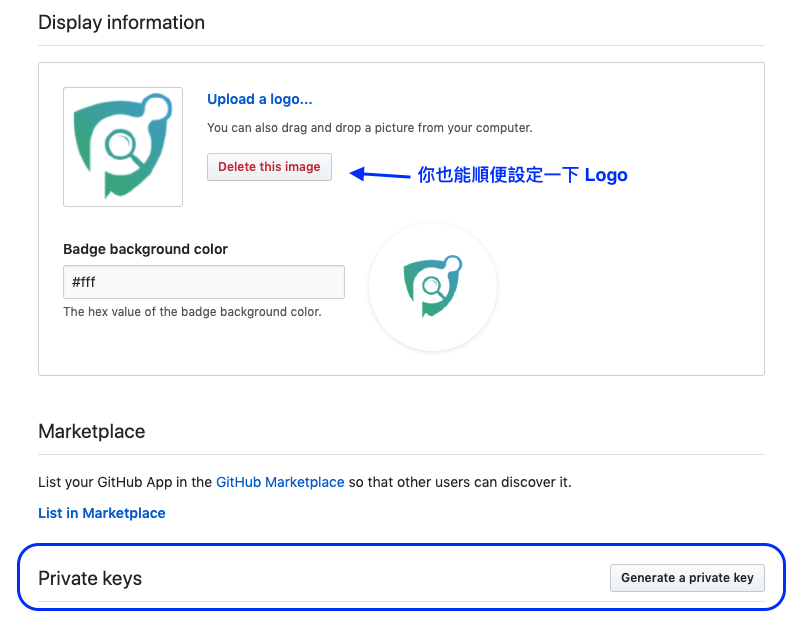 Display information
Upload a logo...
You can also drag and drop a picture from your computer.
Delete this image
你也能順便設定一下 Logo
Badge background color
#fff
The hex value of the badge background color.
Marketplace
List your GitHub App in the GitHub Marketplace so that other users can discover it.
List in Marketplace
Private keys
Generate a private key